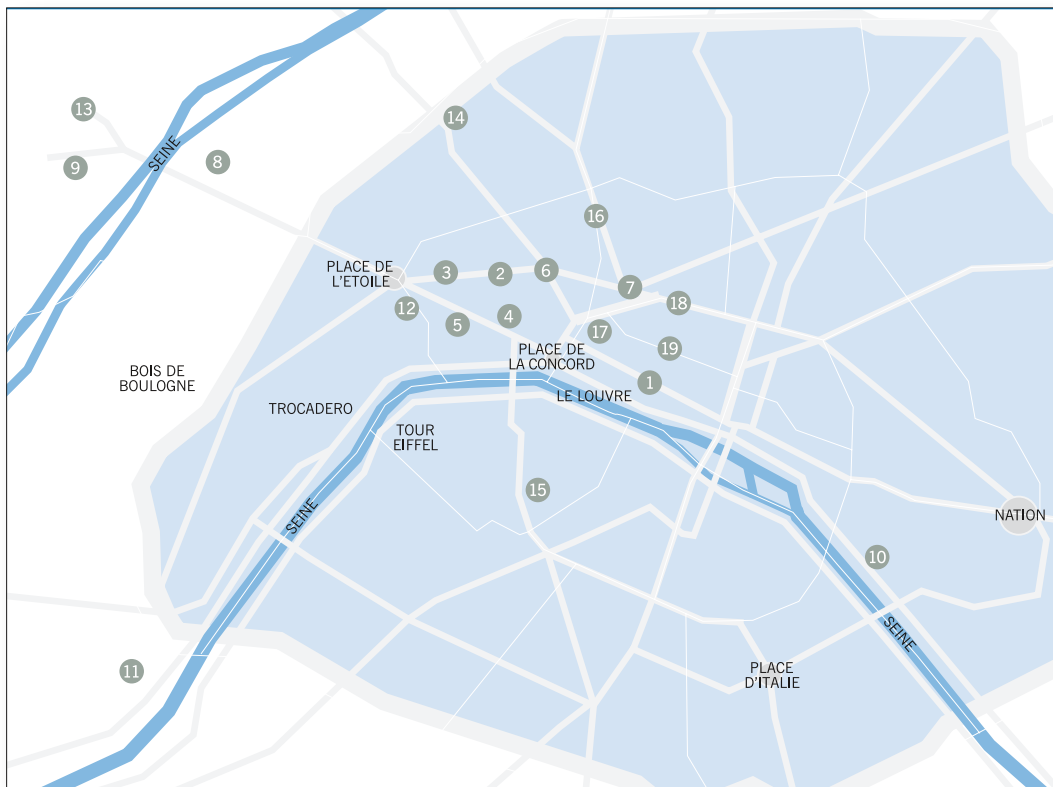 SEINE
13
14
8
9
16
PLACE DE
L'ETOILE
3
2
6
7
12
5
4
17
18
PLACE DE
LA CONCORD
19
1
BOIS DE
BOULOGNE
TROCADERO
LE LOUVRE
TOUR
EIFFEL
15
SEINE
NATION
10
SEINE
11
PLACE
D'ITALIE